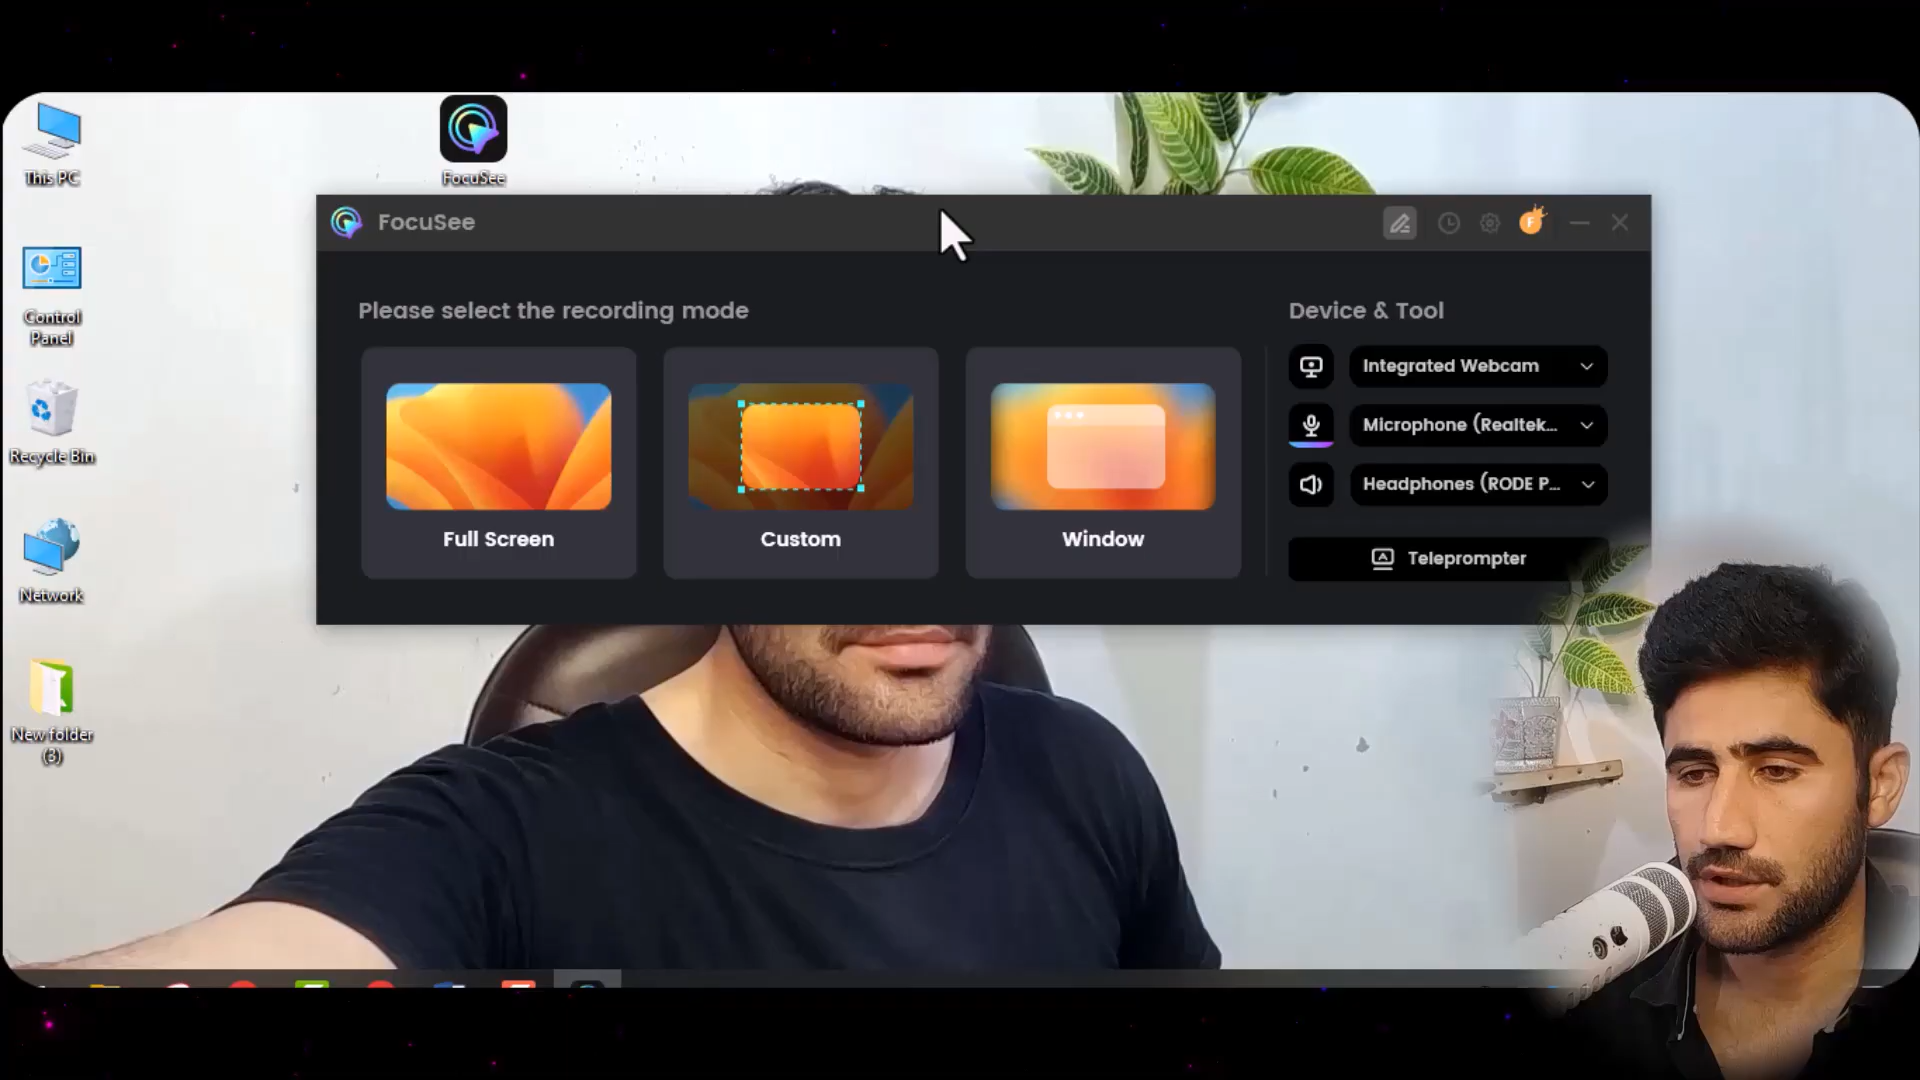 This PC
FocuSee
Control
Panel
Recycle Bin
Network
New folder
(3)
FocuSee
Please select the recording mode
Full Screen
Custom
Window
Device & Tool
Integrated Webcam
Microphone (Realtek...
Headphones (RODE P...
Teleprompter